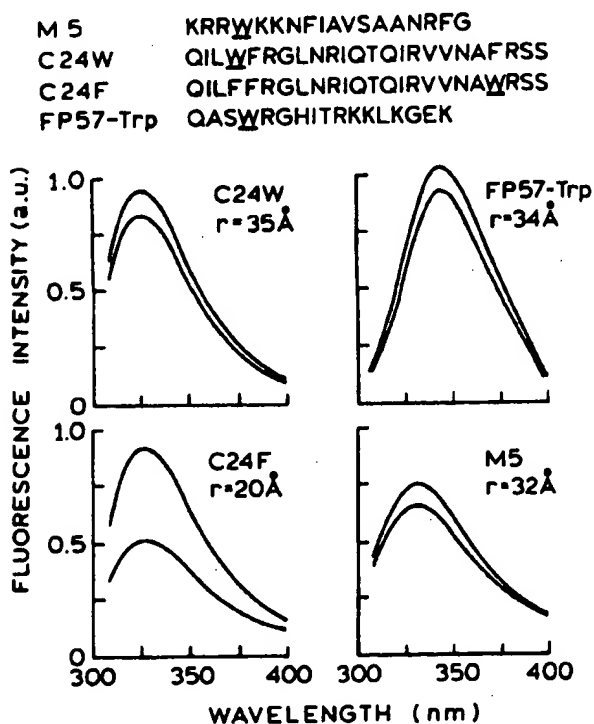 M5 KRRWKKNFIAVSAANRFG
C24W QILWFRGLNRIQTQIRVVNAFRSS
C24F QILFFRGLNRIQTQIRVVNAWRSS
FP57-Trp QASWRGHITRKKLKGEK
FLUORESCENCE INTENSITY (a.u.)
1.0
0.5
0
C24W
r=35Å
FP57-Trp
r=34Å
1.0
0.5
0
C24F
r=20Å
M5
r=32Å
300 350 400 300 350 400
WAVELENGTH (nm)